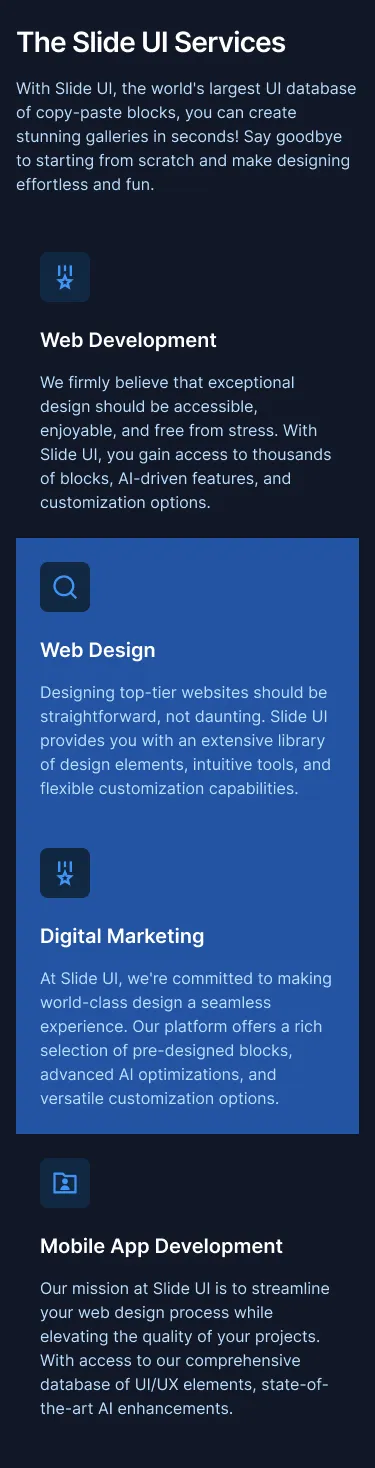 The Slide UI Services
With Slide UI, the world's largest UI database
of copy-paste blocks, you can create
stunning galleries in seconds! Say goodbye
to starting from scratch and make designing
effortless and fun.
Web Development
We firmly believe that exceptional
design should be accessible,
enjoyable, and free from stress. With
Slide UI, you gain access to thousands
of blocks, AI-driven features, and
customization options.
Web Design
Designing top-tier websites should be
straightforward, not daunting. Slide UI
provides you with an extensive library
of design elements, intuitive tools, and
flexible customization capabilities.
Digital Marketing
At Slide UI, we're committed to making
world-class design a seamless
experience. Our platform offers a rich
selection of pre-designed blocks,
advanced AI optimizations, and
versatile customization options.
Mobile App Development
Our mission at Slide UI is to streamline
your web design process while
elevating the quality of your projects.
With access to our comprehensive
database of UI/UX elements, state-of-
the-art AI enhancements.